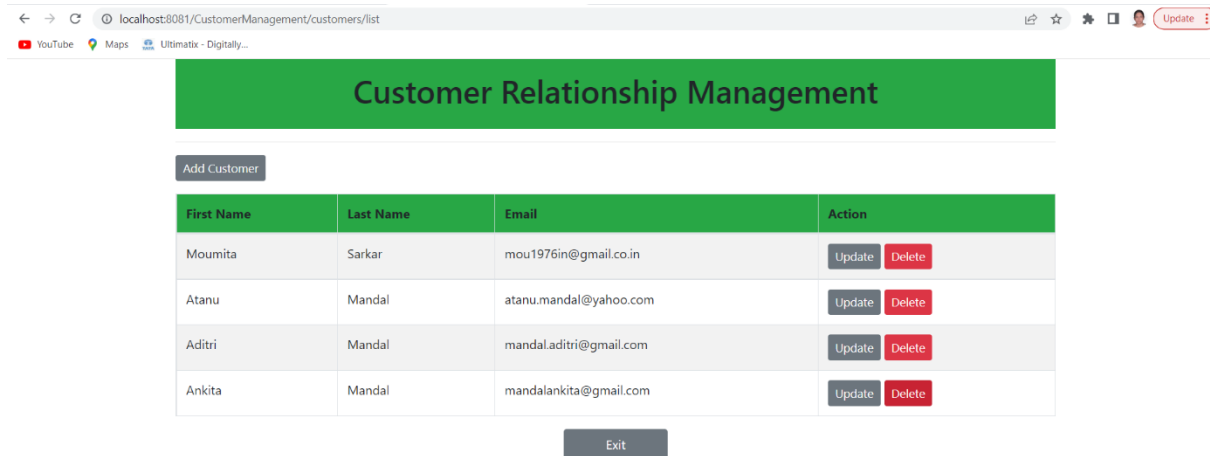 localhost:8081/CustomerManagement/customers/list Update
YouTube Maps Ultimatix - Digitally...
Customer Relationship Management
Add Customer
First Name Last Name Email Action
Moumita Sarkar mou1976in@gmail.co.in Update Delete
Atanu Mandal atanu.mandal@yahoo.com Update Delete
Aditri Mandal mandal.aditri@gmail.com Update Delete
Ankita Mandal mandalankita@gmail.com Update Delete
Exit